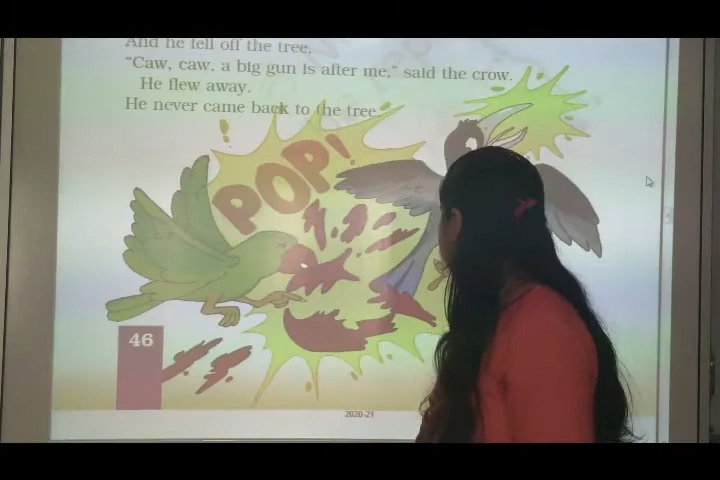 And he fell off the tree.
"Caw, caw, a big gun is after me," said the crow.
He flew away.
He never came back to the tree.
POP!
46
2020-21